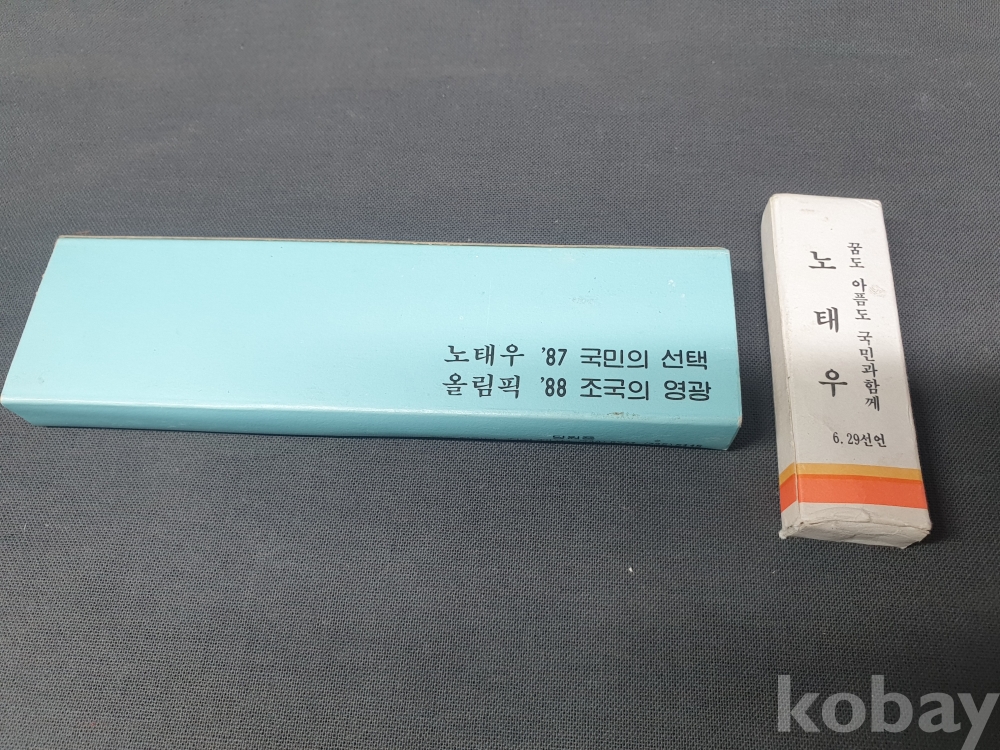 노태우 '87 국민의 선택
올림픽 '88 조국의 영광
꿈도 아픔도 국민과함께
노태우
6.29선언
kobay